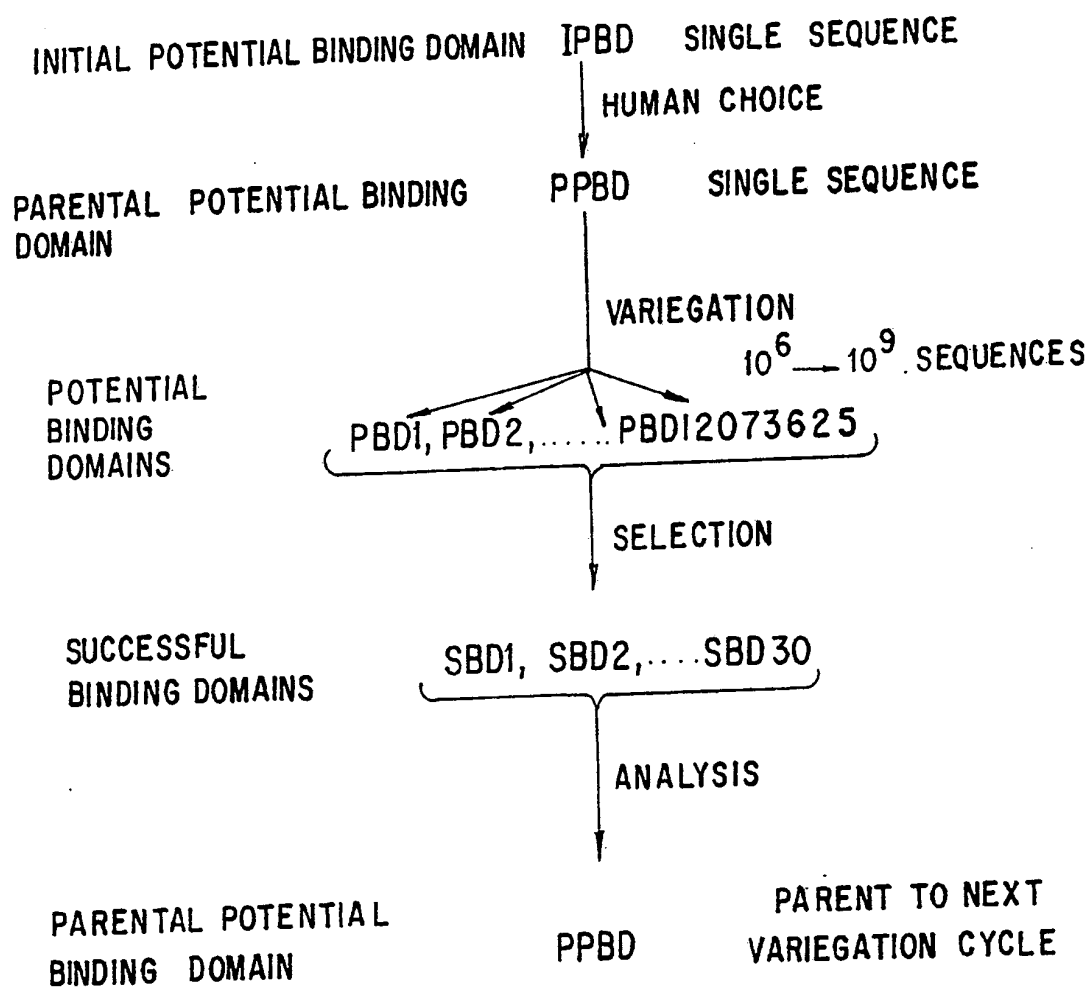 INITIAL POTENTIAL BINDING DOMAIN IPBD SINGLE SEQUENCE
HUMAN CHOICE
PARENTAL POTENTIAL BINDING DOMAIN
PPBD SINGLE SEQUENCE
VARIEGATION
10^6 — 10^9 . SEQUENCES
POTENTIAL
BINDING
DOMAINS
PBD1, PBD2, ...... PBD12073625
SELECTION
SUCCESSFUL
BINDING DOMAINS
SBD1, SBD2, .... SBD30
ANALYSIS
PARENTAL POTENTIAL
BINDING DOMAIN
PPBD
PARENT TO NEXT
VARIEGATION CYCLE